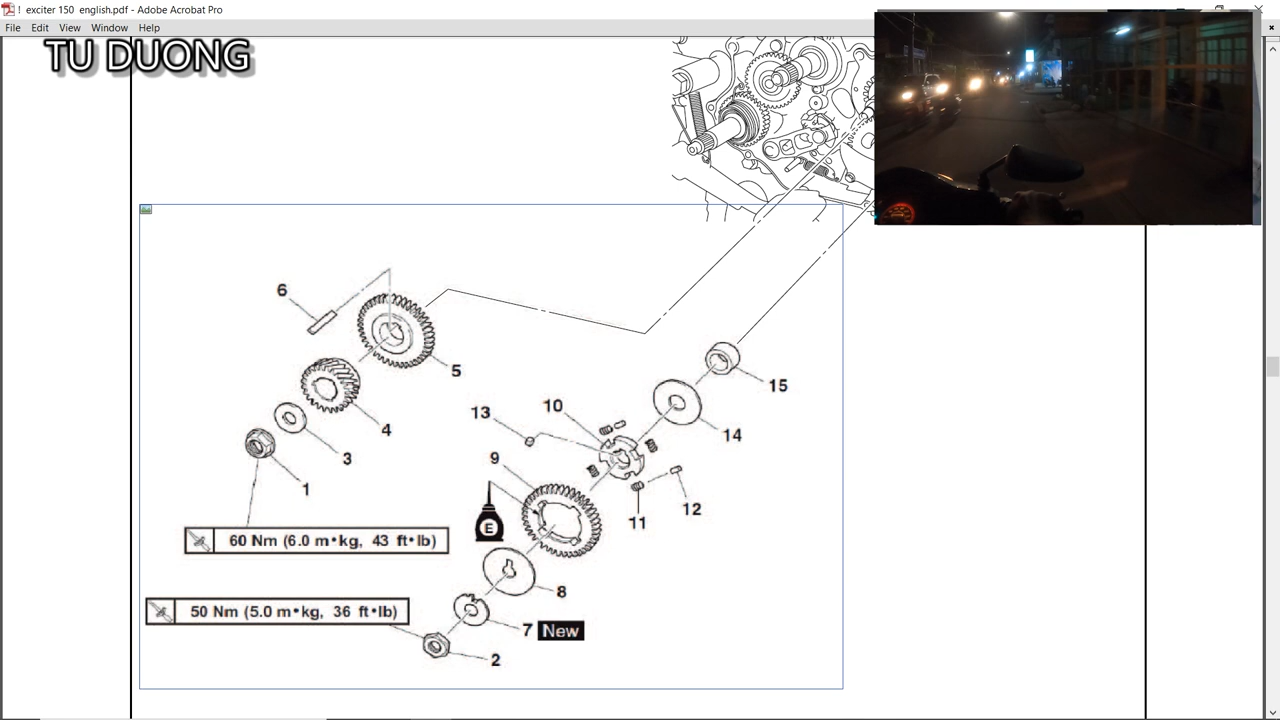 ! exciter 150 english.pdf - Adobe Acrobat Pro
File Edit View Window Help
TU DUONG
6
5
15
10
13
14
4
3
9
1
12
11
E
60 Nm (6.0 m•kg, 43 ft•lb)
8
50 Nm (5.0 m•kg, 36 ft•lb)
7 New
2